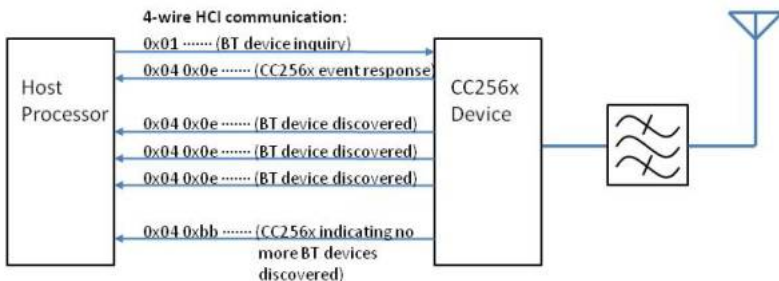 4-wire HCI communication:
0x01 ······· (BT device inquiry)
0x04 0x0e ······· (CC256x event response)
Host
Processor
CC256x
Device
0x04 0x0e ······· (BT device discovered)
0x04 0x0e ······· (BT device discovered)
0x04 0x0e ······· (BT device discovered)
0x04 0xbb ······· (CC256x indicating no
more BT devices
discovered)